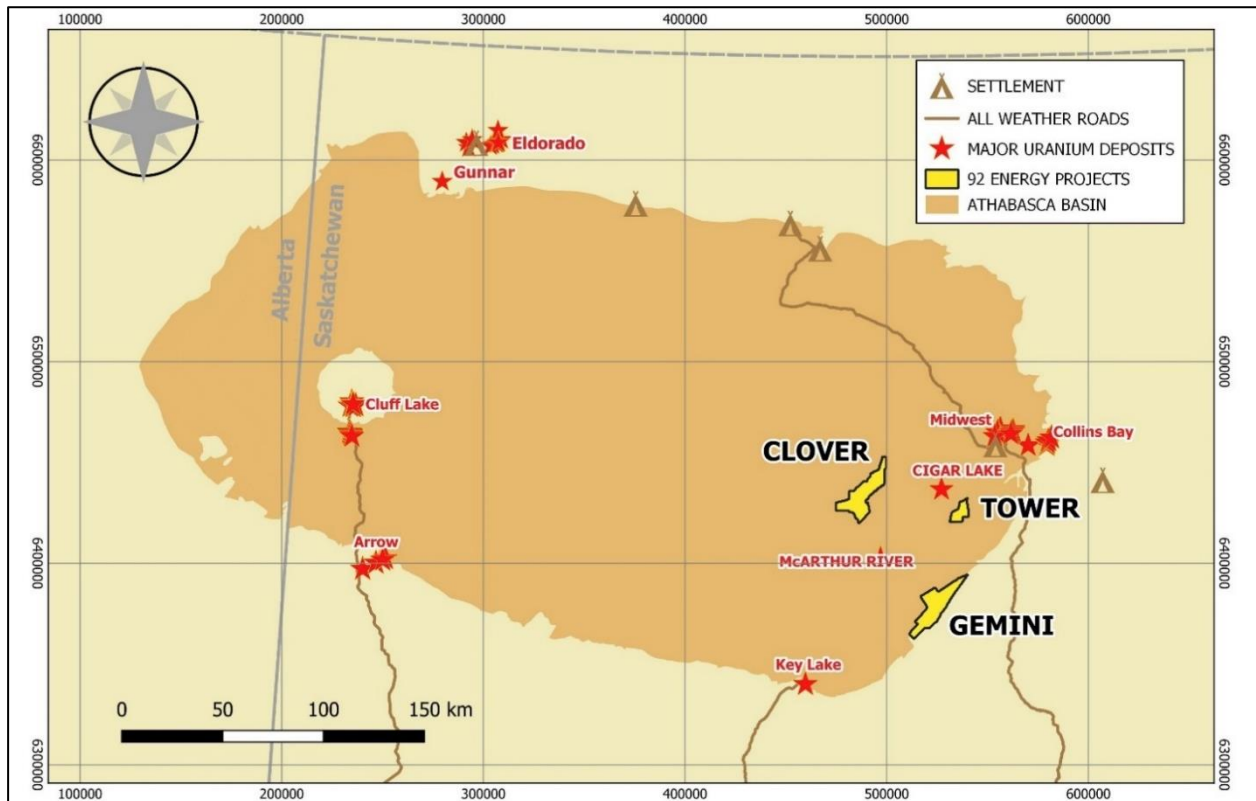 100000 200000 300000 400000 500000 600000
SETTLEMENT
ALL WEATHER ROADS
MAJOR URANIUM DEPOSITS
92 ENERGY PROJECTS
ATHABASCA BASIN
Eldorado
Gunnar
6600000
6600000
Alberta
Saskatchewan
6500000
6500000
Cluff Lake
Midwest
Collins Bay
CLOVER
CIGAR LAKE
TOWER
Arrow
McARTHUR RIVER
6400000
6400000
GEMINI
Key Lake
0 50 100 150 km
6300000
6300000
100000 200000 300000 400000 500000 600000